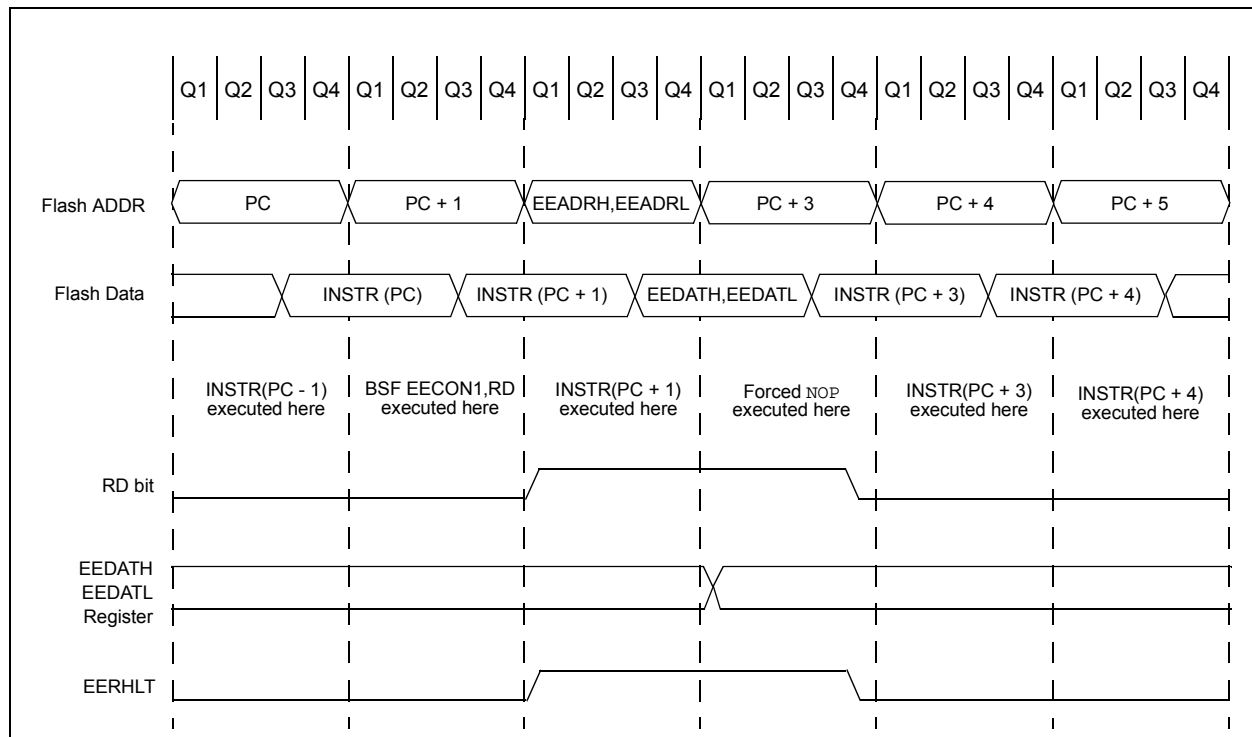 Q1 Q2 Q3 Q4 Q1 Q2 Q3 Q4 Q1 Q2 Q3 Q4 Q1 Q2 Q3 Q4 Q1 Q2 Q3 Q4 Q1 Q2 Q3 Q4
Flash ADDR PC PC + 1 EEADRH,EEADRL PC + 3 PC + 4 PC + 5
Flash Data INSTR (PC) INSTR (PC + 1) EEDATH,EEDATL INSTR (PC + 3) INSTR (PC + 4)
INSTR(PC - 1) BSF EECON1,RD INSTR(PC + 1) Forced NOP INSTR(PC + 3) INSTR(PC + 4)
executed here executed here executed here executed here executed here executed here
RD bit
EEDATH
EEDATL
Register
EERHLT